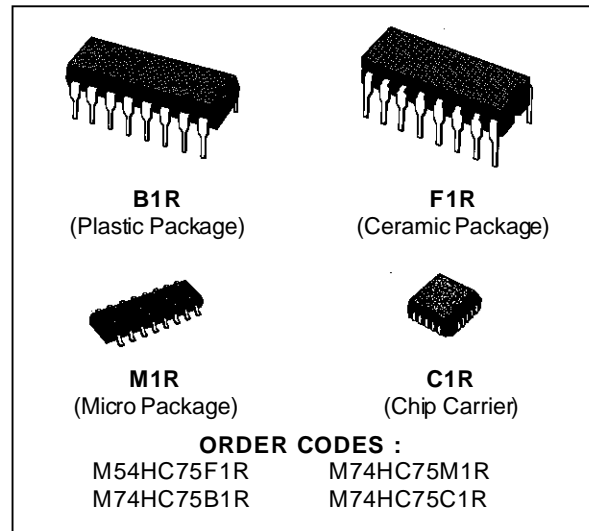 B1R
(Plastic Package)
F1R
(Ceramic Package)
M1R
(Micro Package)
C1R
(Chip Carrier)
ORDER CODES :
M54HC75F1R M74HC75M1R
M74HC75B1R M74HC75C1R